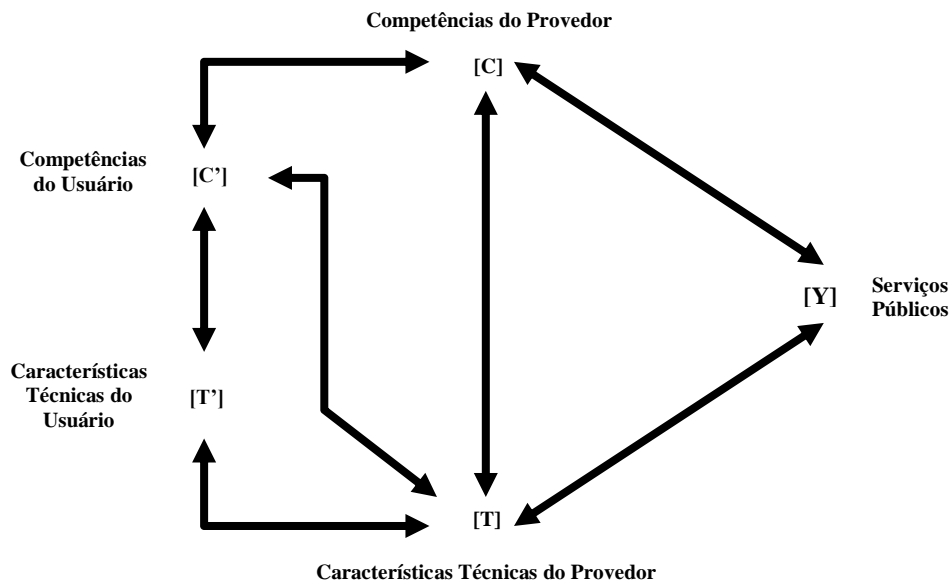 Competências do Provedor
[C]
Competências
do Usuário
[C’]
[Y]
Serviços
Públicos
Características
Técnicas do
Usuário
[T’]
[T]
Características Técnicas do Provedor